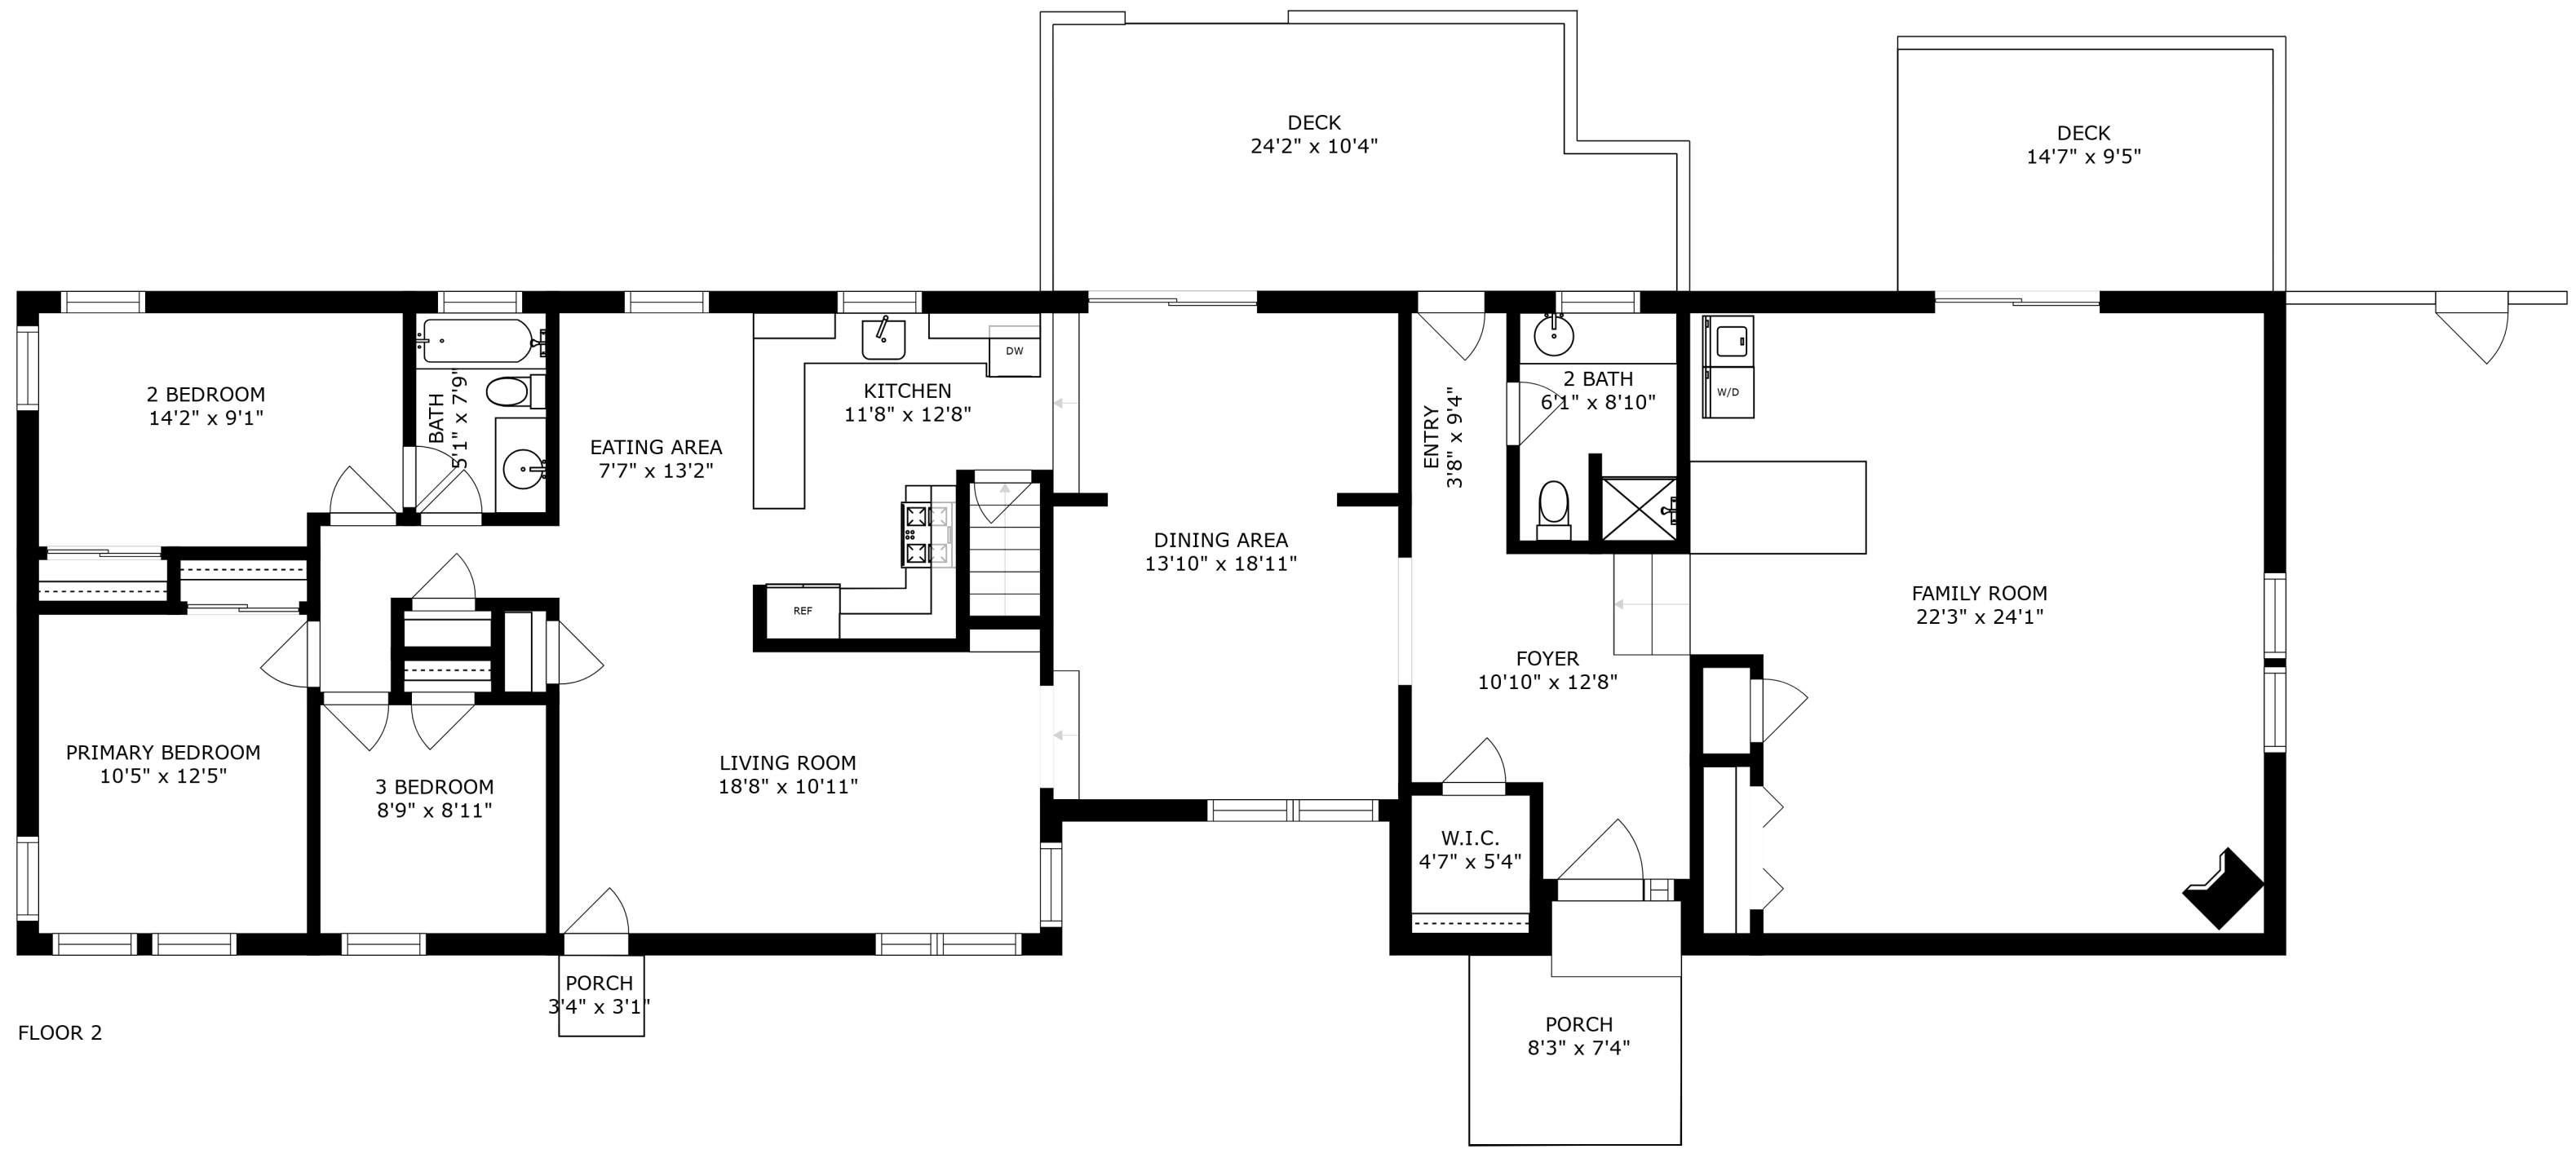 DECK
24'2" x 10'4"
DECK
14'7" x 9'5"
2 BEDROOM
14'2" x 9'1"
BATH
5'1" x 7'9"
EATING AREA
7'7" x 13'2"
KITCHEN
11'8" x 12'8"
DW
REF
DINING AREA
13'10" x 18'11"
ENTRY
3'8" x 9'4"
2 BATH
6'1" x 8'10"
W/D
FAMILY ROOM
22'3" x 24'1"
FOYER
10'10" x 12'8"
PRIMARY BEDROOM
10'5" x 12'5"
3 BEDROOM
8'9" x 8'11"
LIVING ROOM
18'8" x 10'11"
W.I.C.
4'7" x 5'4"
PORCH
3'4" x 3'1"
PORCH
8'3" x 7'4"
FLOOR 2